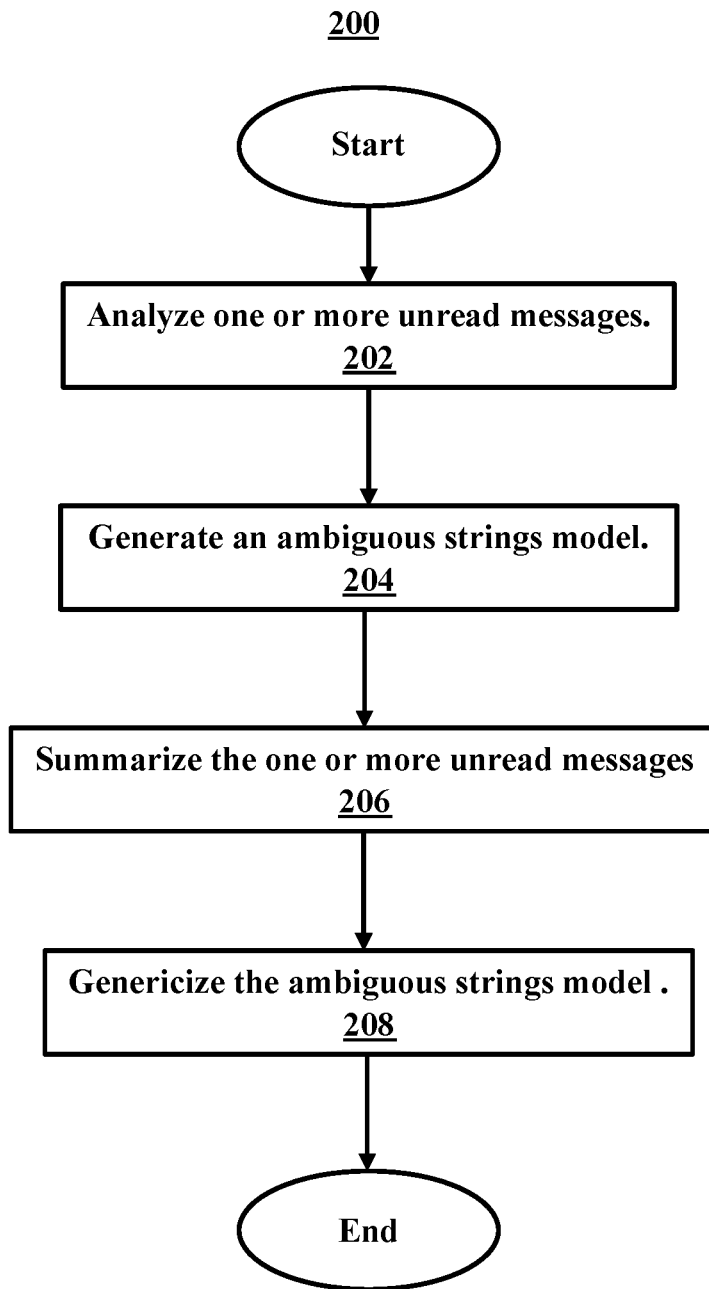 200
Start
Analyze one or more unread messages.
202
Generate an ambiguous strings model.
204
Summarize the one or more unread messages
206
Genericize the ambiguous strings model .
208
End